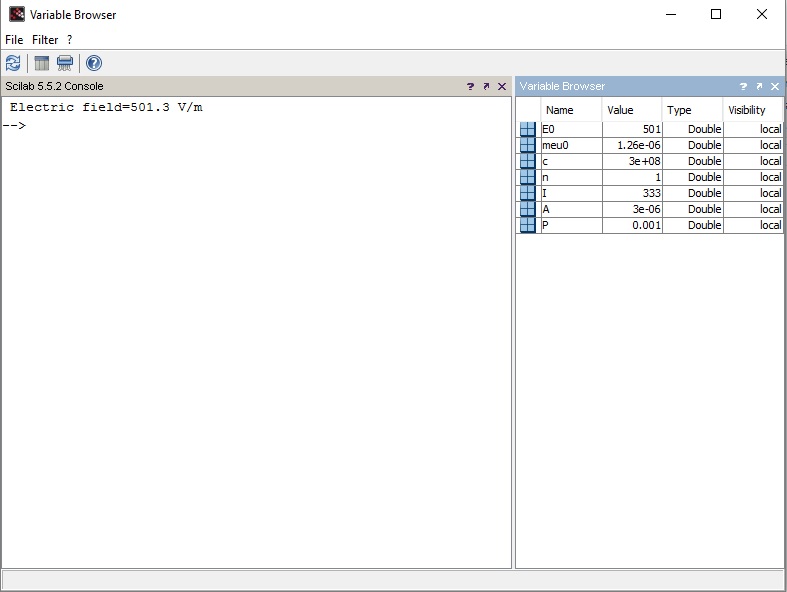 Variable Browser
File Filter ?
Scilab 5.5.2 Console
Electric field=501.3 V/m
-->
Variable Browser
Name Value Type Visibility
E0 501 Double local
meu0 1.26e-06 Double local
c 3e+08 Double local
n 1 Double local
I 333 Double local
A 3e-06 Double local
P 0.001 Double local